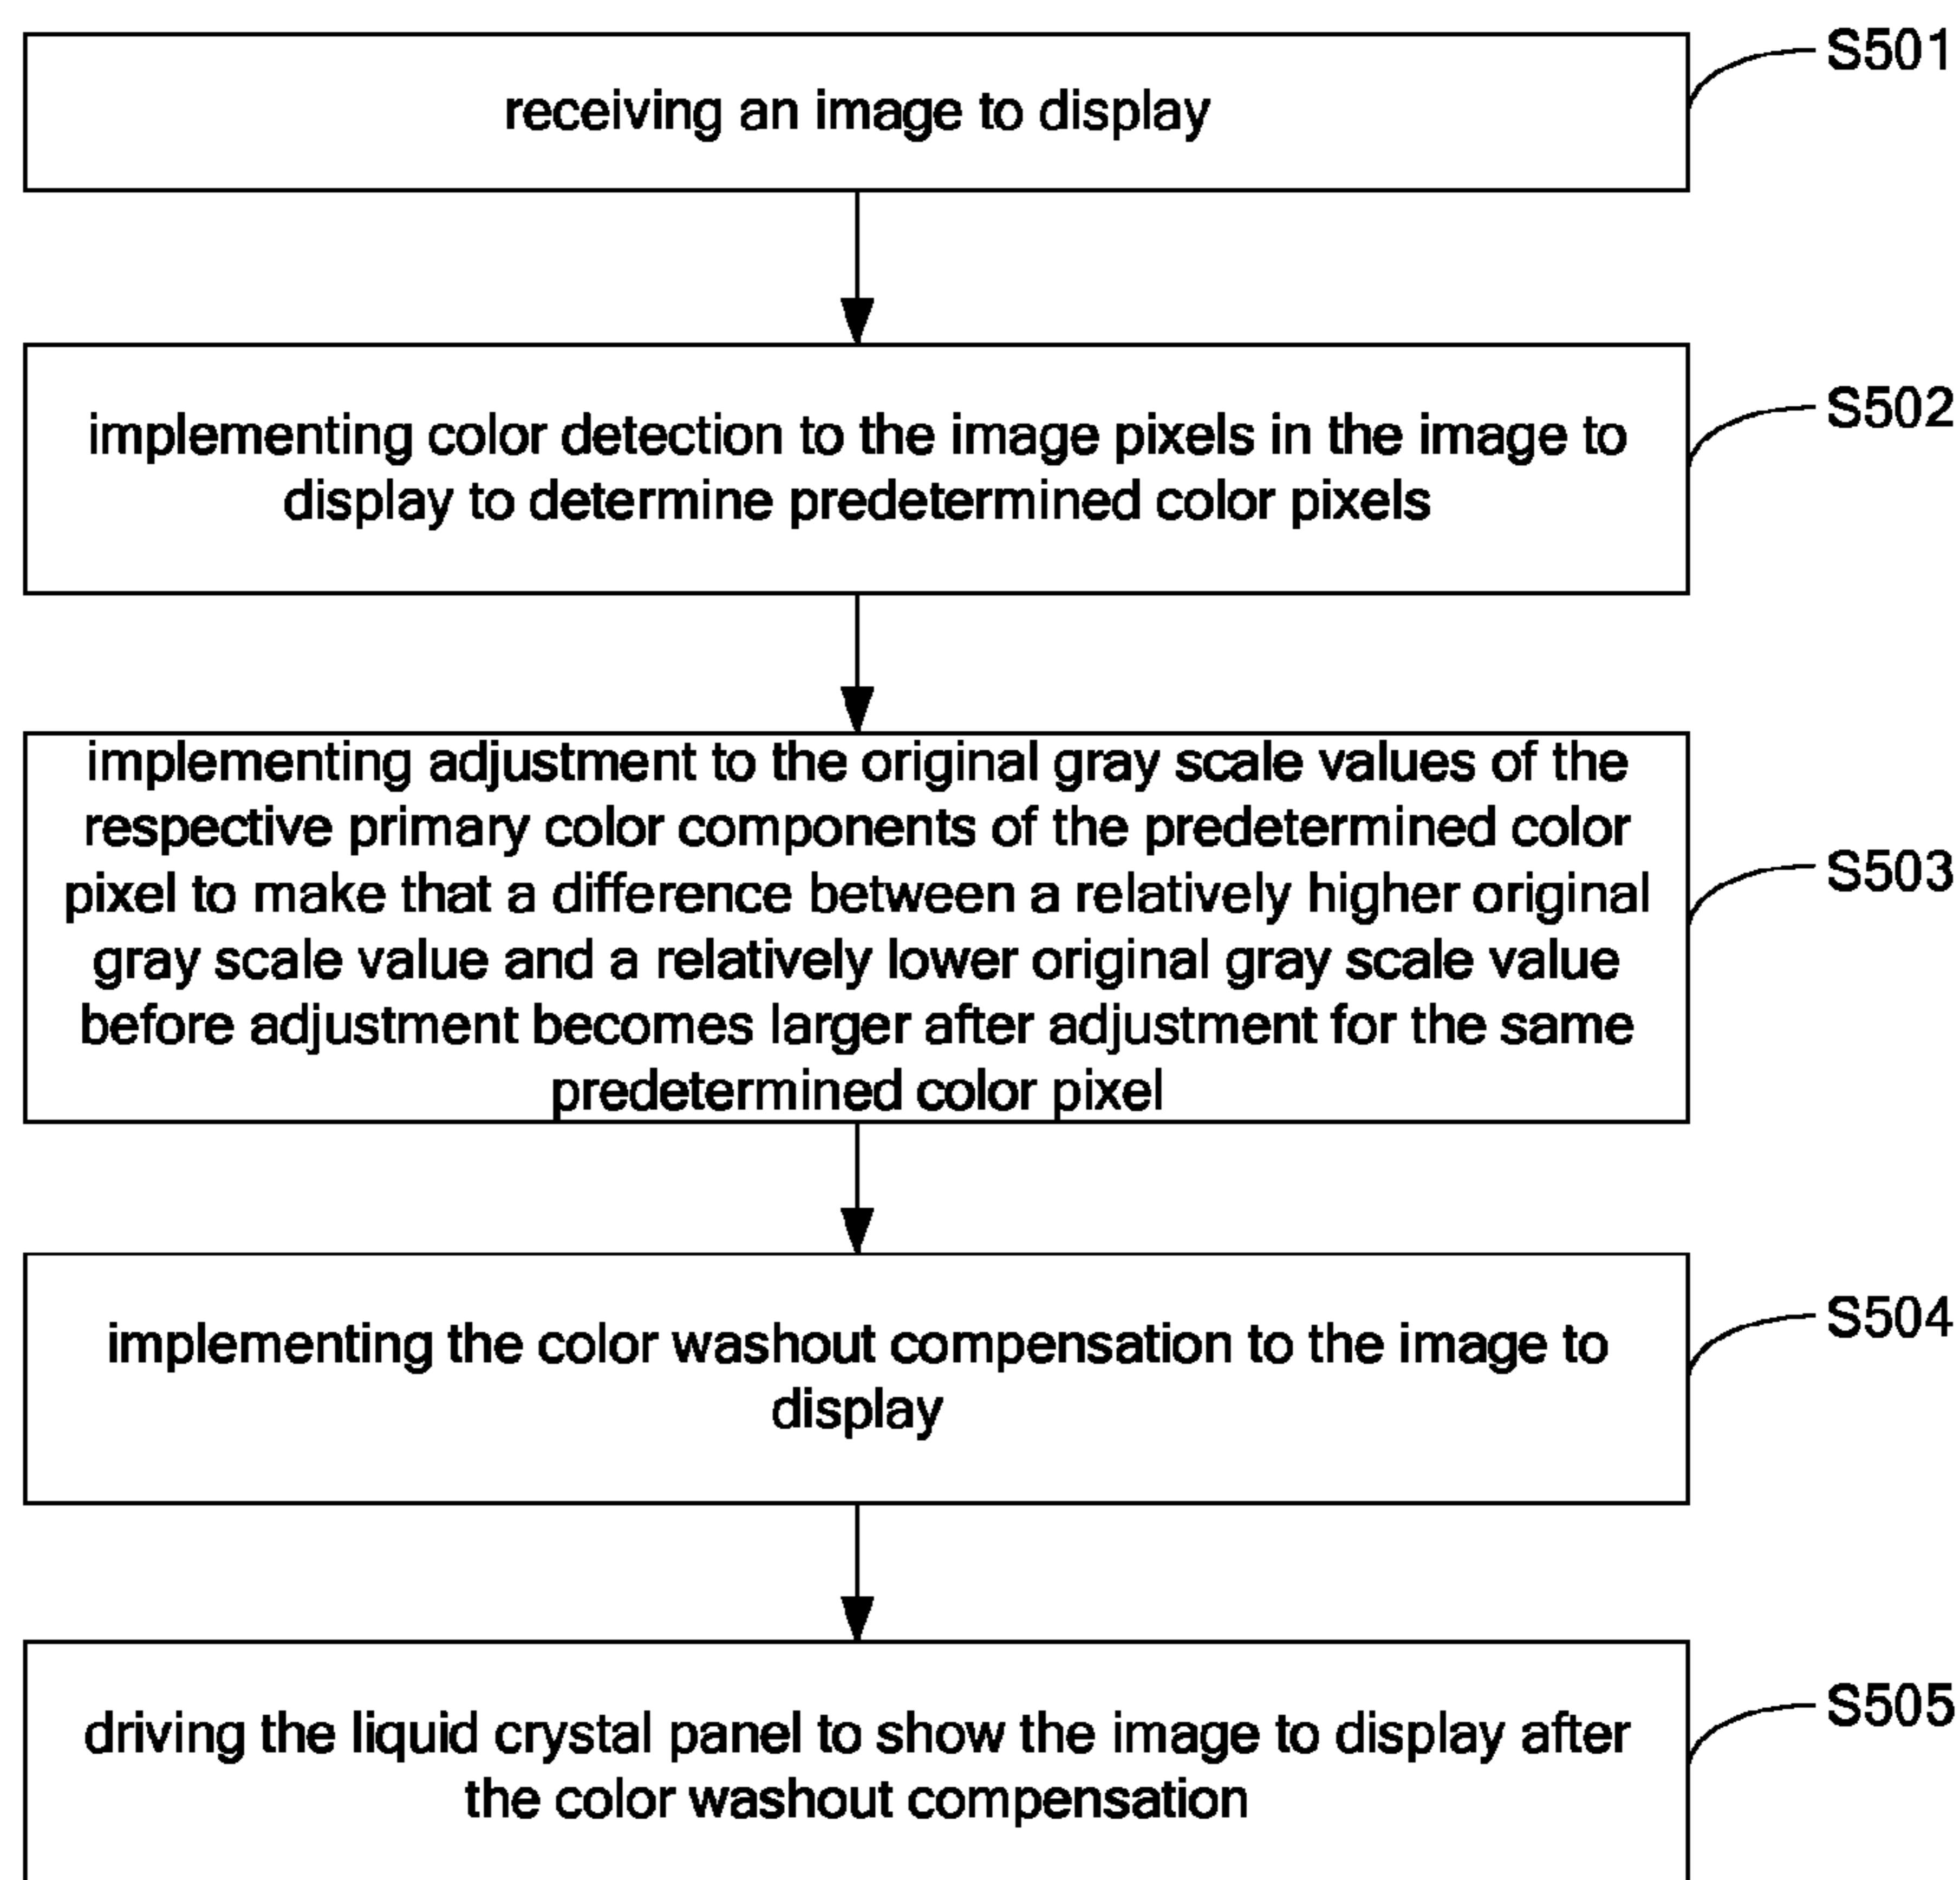 receiving an image to display
S501
implementing color detection to the image pixels in the image to
display to determine predetermined color pixels
S502
implementing adjustment to the original gray scale values of the
respective primary color components of the predetermined color
pixel to make that a difference between a relatively higher original
gray scale value and a relatively lower original gray scale value
before adjustment becomes larger after adjustment for the same
predetermined color pixel
S503
implementing the color washout compensation to the image to
display
S504
driving the liquid crystal panel to show the image to display after
the color washout compensation
S505